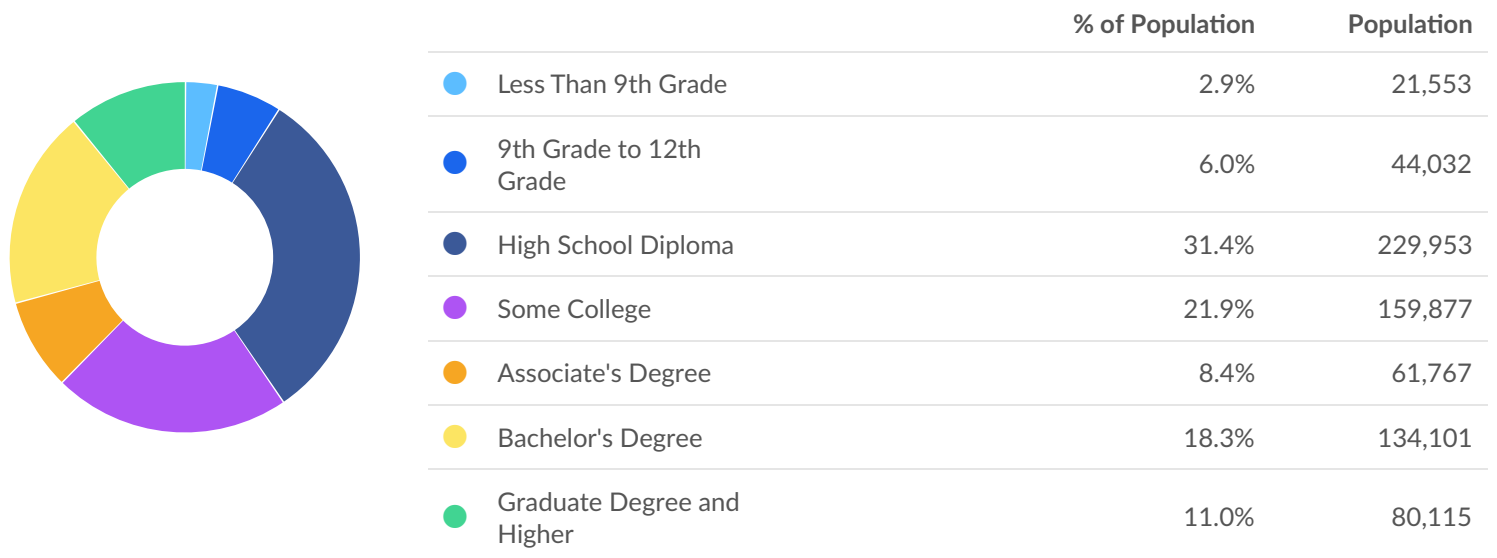 % of Population Population
Less Than 9th Grade 2.9% 21,553
9th Grade to 12th
Grade 6.0% 44,032
High School Diploma 31.4% 229,953
Some College 21.9% 159,877
Associate's Degree 8.4% 61,767
Bachelor's Degree 18.3% 134,101
Graduate Degree and
Higher 11.0% 80,115